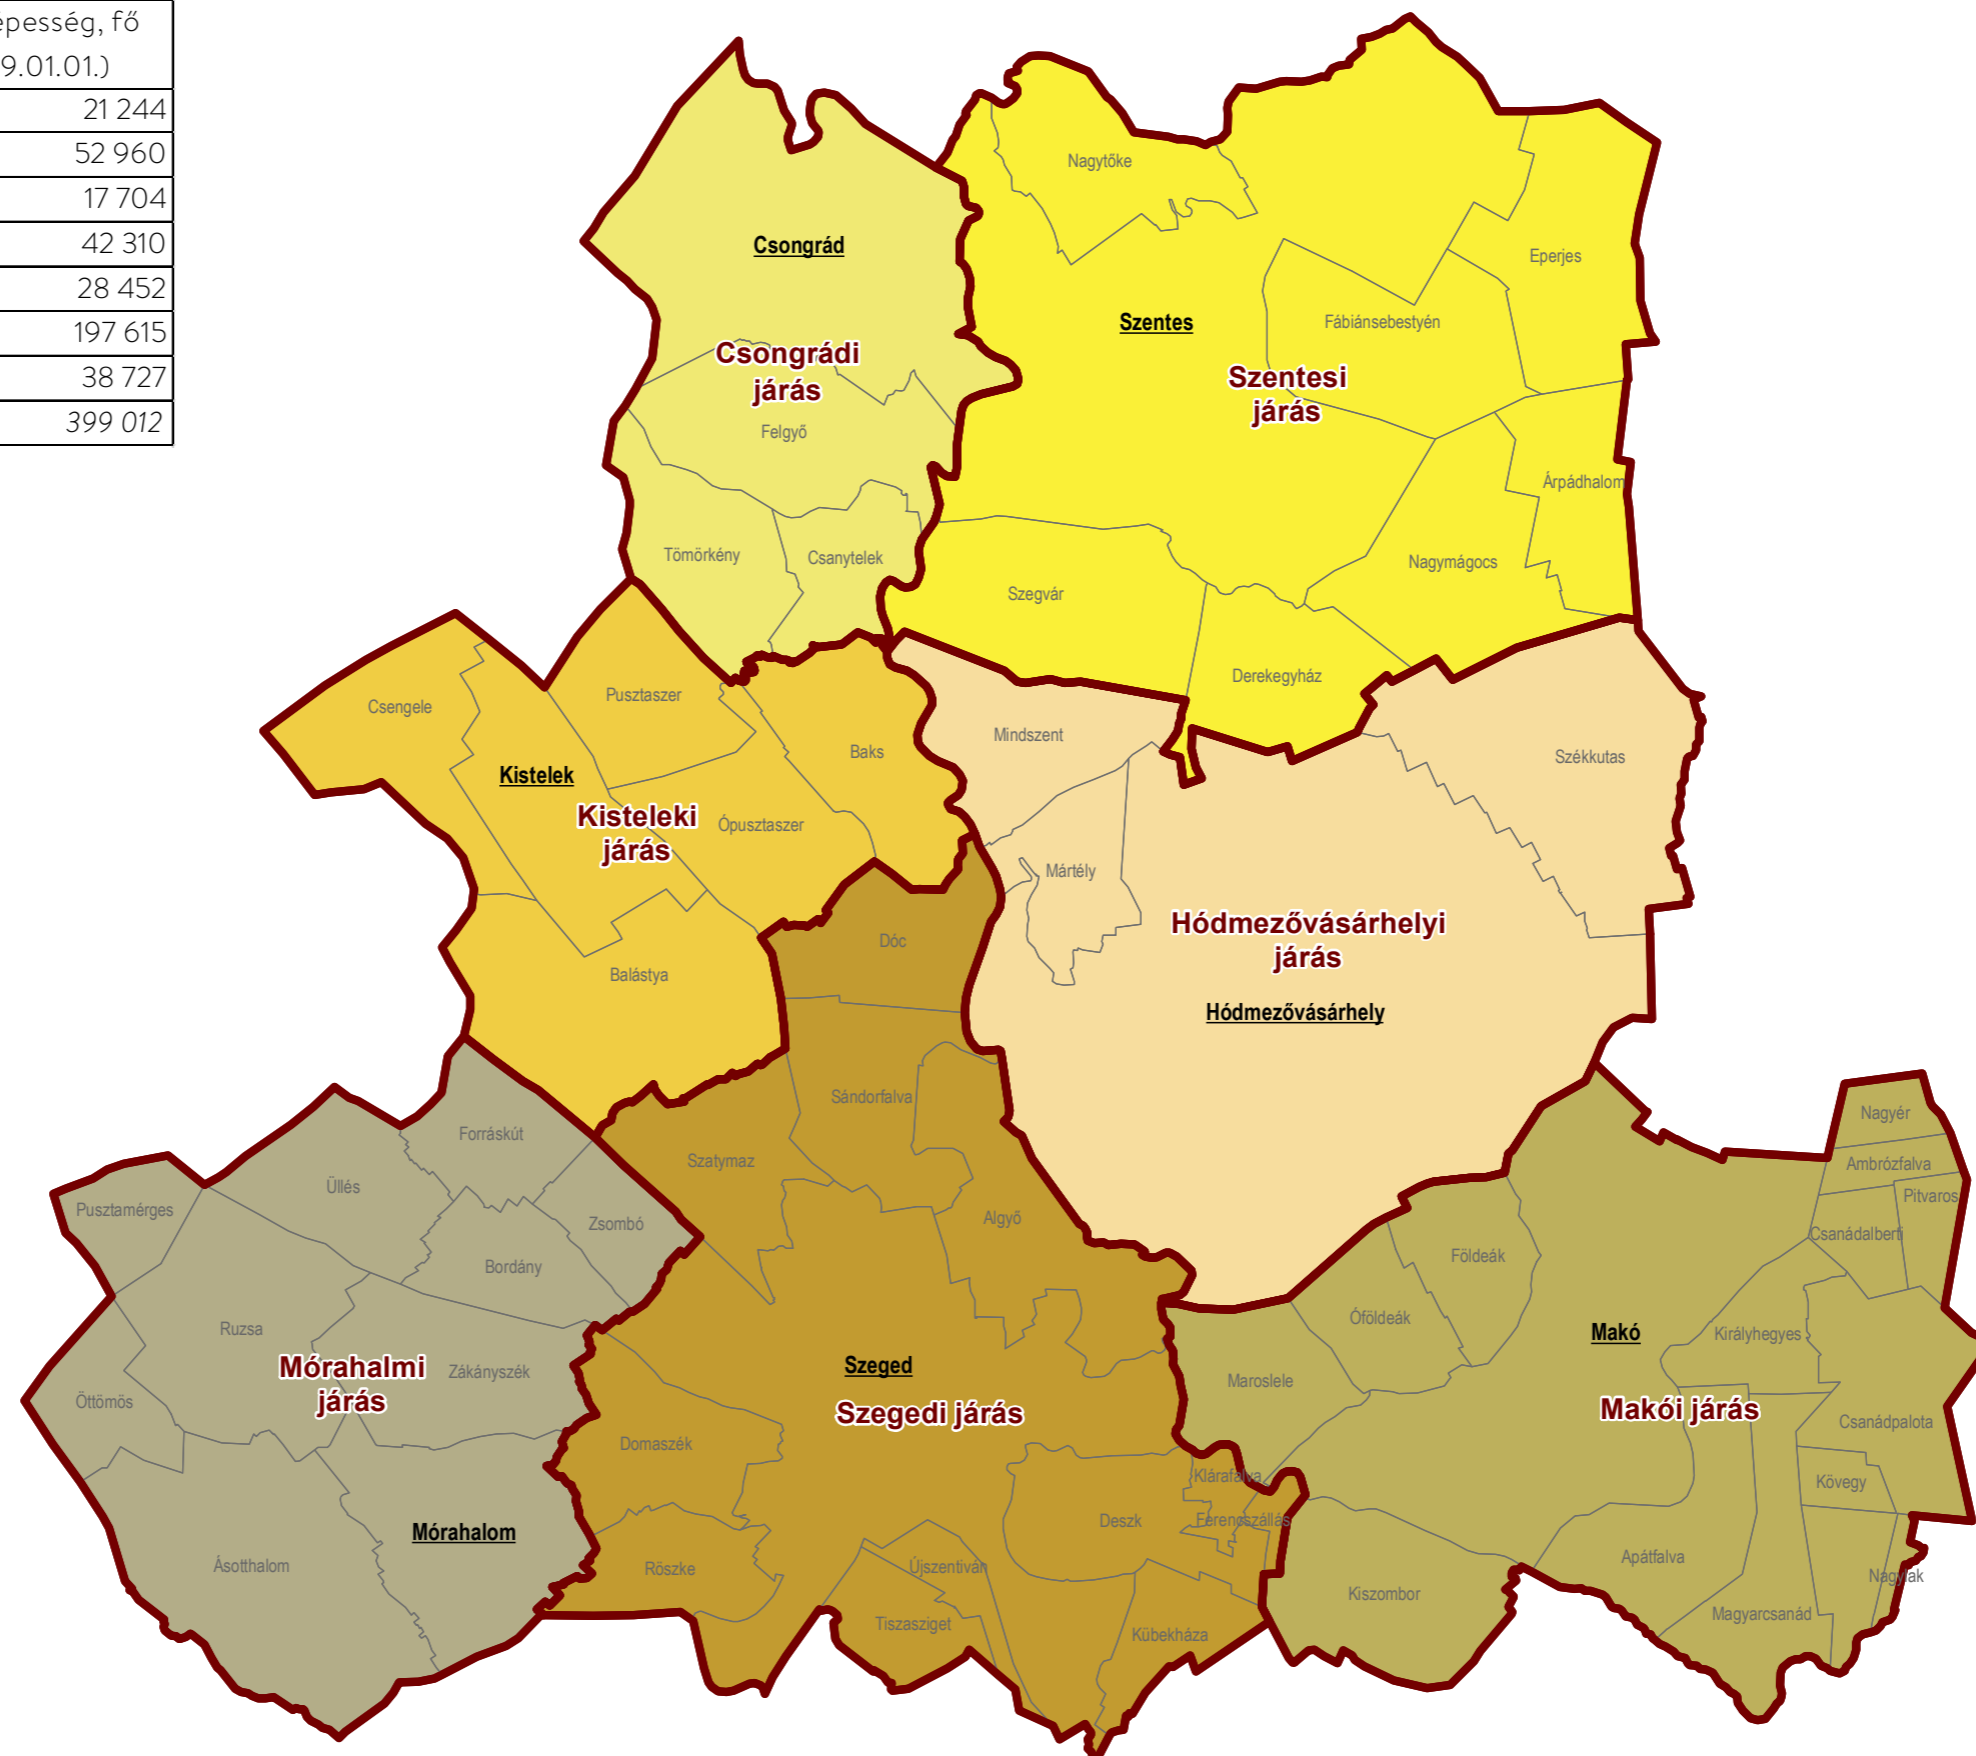 épesség, fő
9.01.01.)
21 244
52 960
17 704
42 310
28 452
197 615
38 727
399 012
Nagytőke
Csongrád
Eperjes
Szentes
Fábiánsebestyén
Csongrádi
járás
Szentesi
járás
Felgyő
Árpádhalom
Tömörkény
Csanytelek
Nagymágocs
Szegvár
Derekegyház
Pusztaszer
Csengele
Mindszent
Baks
Székkutas
Kistelek
Kisteleki
járás
Ópusztaszer
Mártély
Hódmezővásárhelyi
járás
Dóc
Balástya
Hódmezővásárhely
Sándorfalva
Nagyér
Forráskút
Szatymaz
Ambrózfalva
Üllés
Pitvaros
Pusztamérges
Zsombó
Algyő
Csanádalberti
Bordány
Földeák
Óföldeák
Ruzsa
Makó
Királyhegyes
Mórahalmi
járás
Zákányszék
Szeged
Maroslele
Öttömös
Szegedi járás
Makói járás
Csanádpalota
Domaszék
Klárafalva
Kövegy
Mórahalom
Deszk
Ferencszállás
Ásotthalom
Röszke
Újszentiván
Apátfalva
Nagylak
Kiszombor
Tiszasziget
Magyarcsanád
Kübekháza